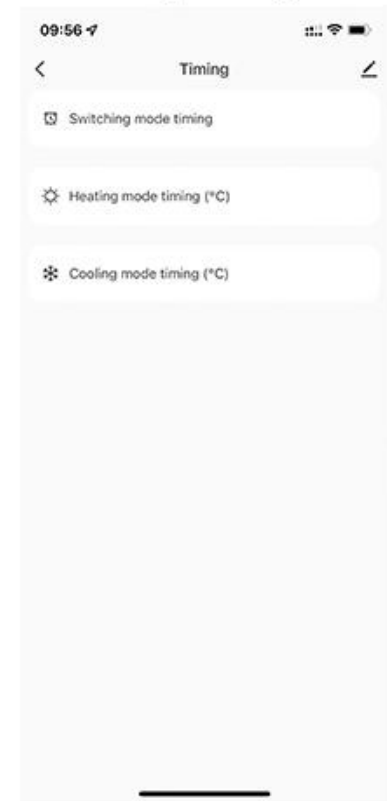 09:56
Timing
Switching mode timing
Heating mode timing (°C)
Cooling mode timing (°C)